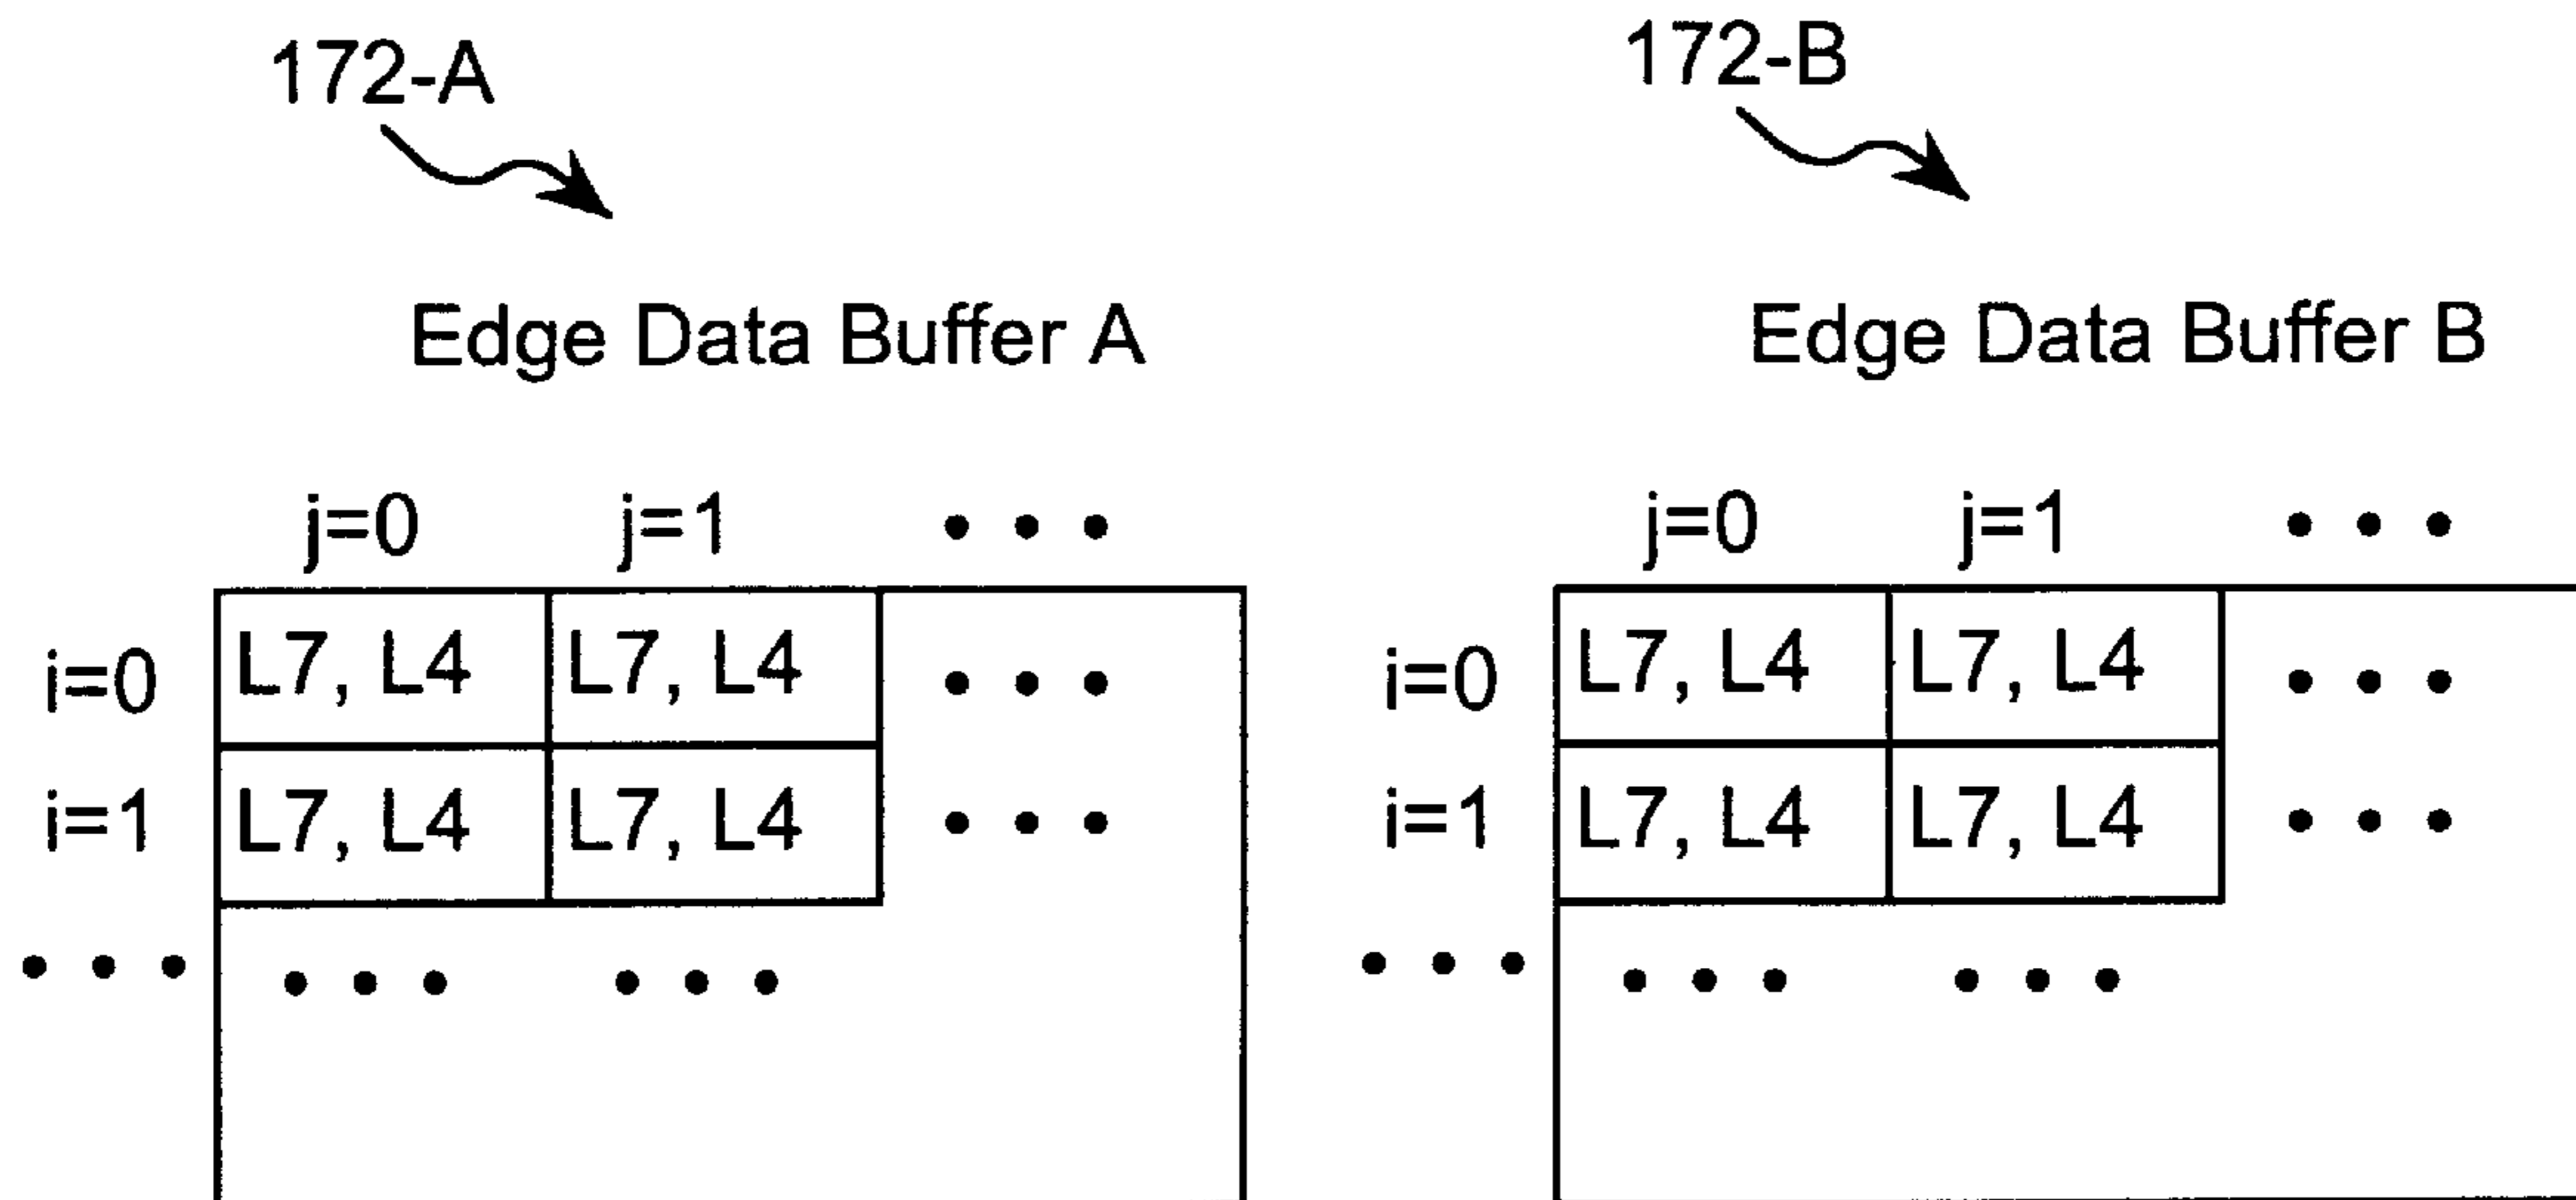 172-A
172-B
Edge Data Buffer A
Edge Data Buffer B
j=0 j=1 • • •
i=0 L7, L4 L7, L4 • • •
i=1 L7, L4 L7, L4 • • •
• • • • • • • • •
j=0 j=1 • • •
i=0 L7, L4 L7, L4 • • •
i=1 L7, L4 L7, L4 • • •
• • • • • • • • •